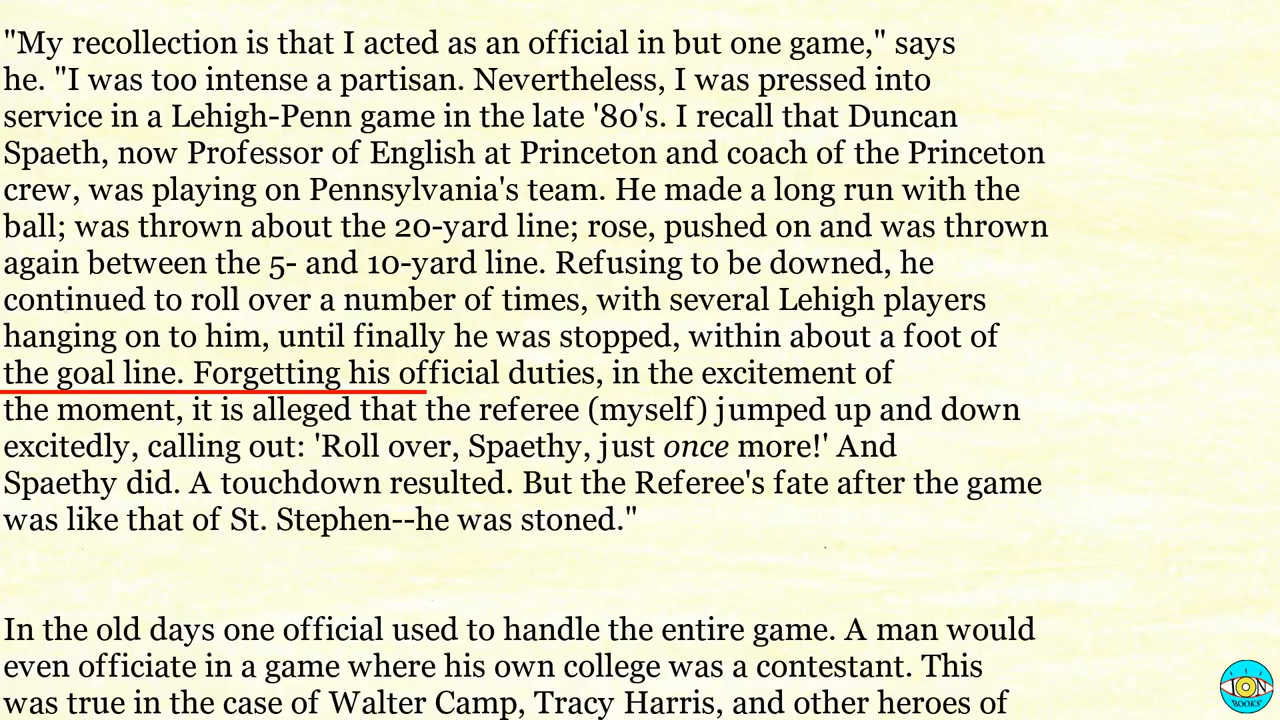 "My recollection is that I acted as an official in but one game," says
he. "I was too intense a partisan. Nevertheless, I was pressed into
service in a Lehigh-Penn game in the late '80's. I recall that Duncan
Spaeth, now Professor of English at Princeton and coach of the Princeton
crew, was playing on Pennsylvania's team. He made a long run with the
ball; was thrown about the 20-yard line; rose, pushed on and was thrown
again between the 5- and 10-yard line. Refusing to be downed, he
continued to roll over a number of times, with several Lehigh players
hanging on to him, until finally he was stopped, within about a foot of
the goal line. Forgetting his official duties, in the excitement of
the moment, it is alleged that the referee (myself) jumped up and down
excitedly, calling out: 'Roll over, Spaethy, just once more!' And
Spaethy did. A touchdown resulted. But the Referee's fate after the game
was like that of St. Stephen--he was stoned."
In the old days one official used to handle the entire game. A man would
even officiate in a game where his own college was a contestant. This
was true in the case of Walter Camp, Tracy Harris, and other heroes of
ION
BOOKS